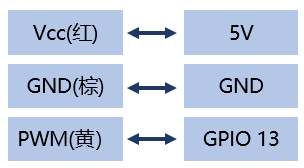 Vcc(红) 5V
GND(棕) GND
PWM(黄) GPIO 13